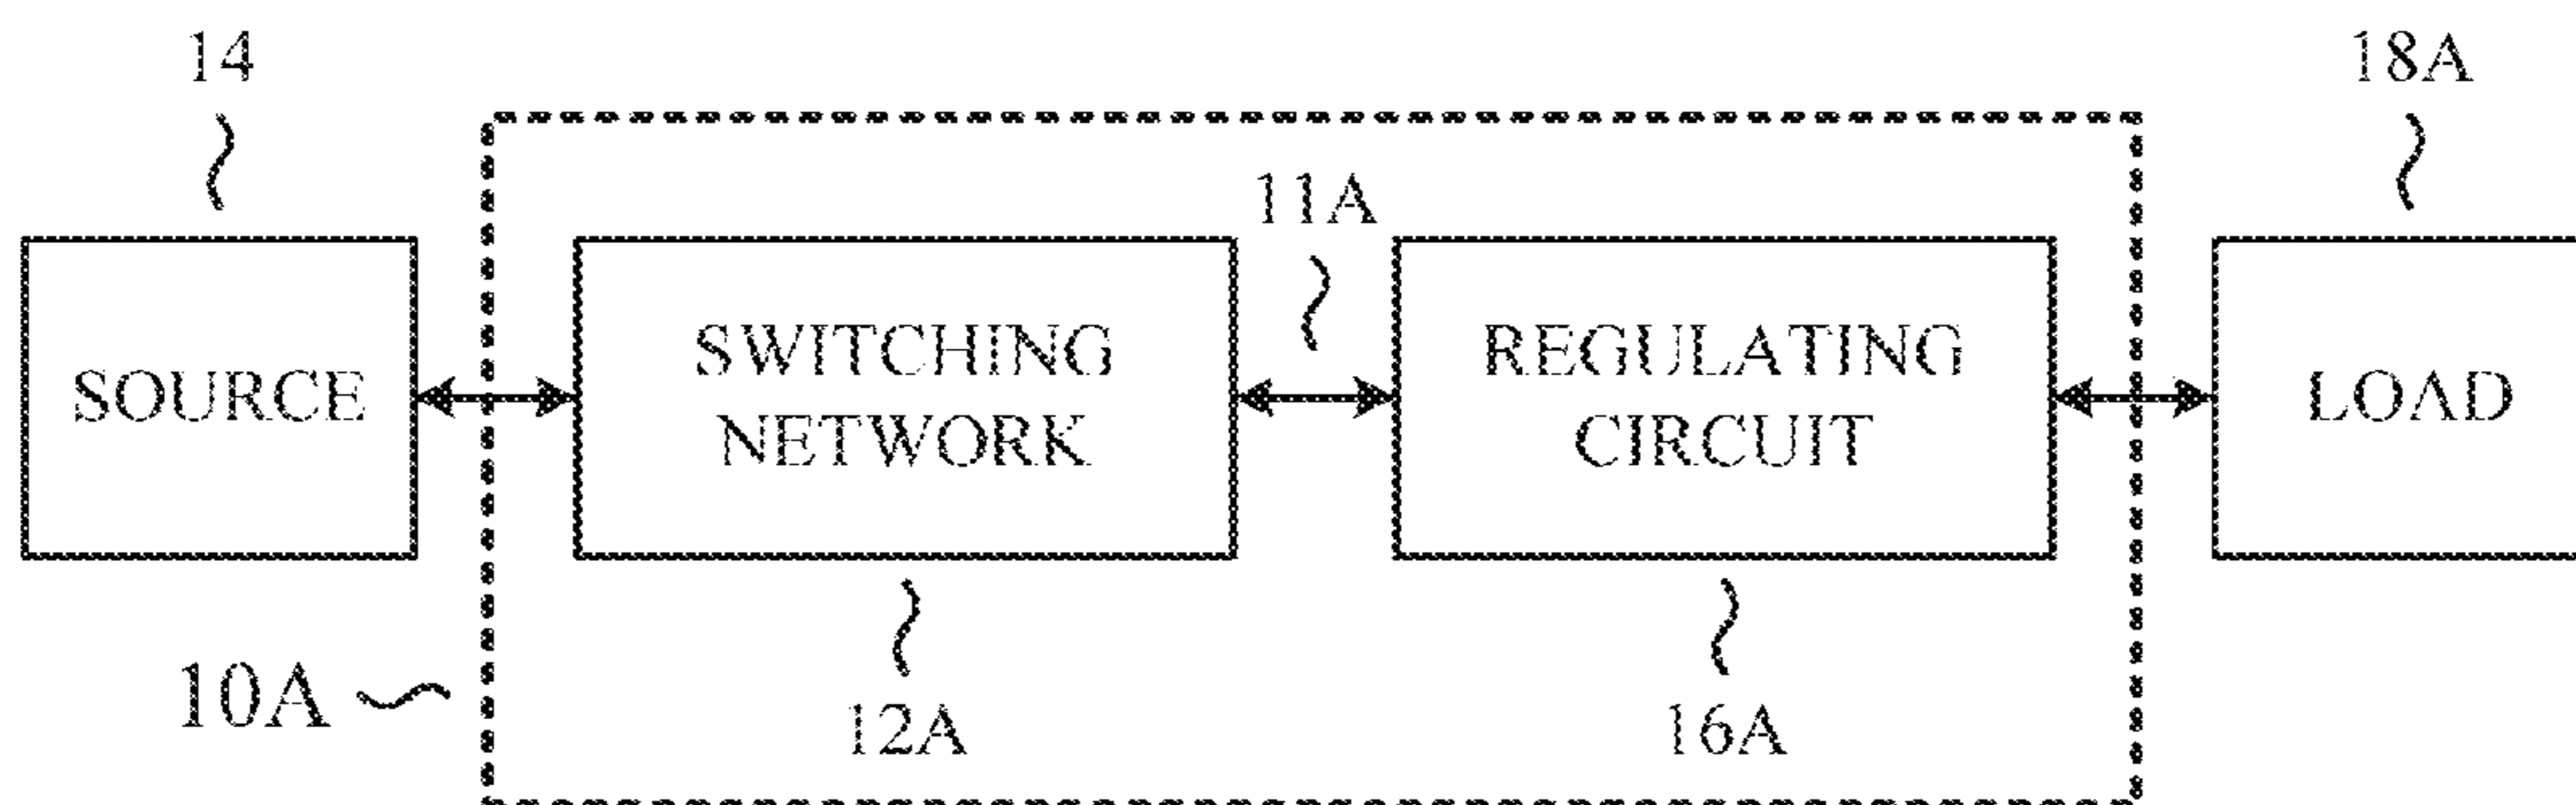 14
18A
11A
SOURCE
SWITCHING
NETWORK
REGULATING
CIRCUIT
LOAD
10A
12A
16A